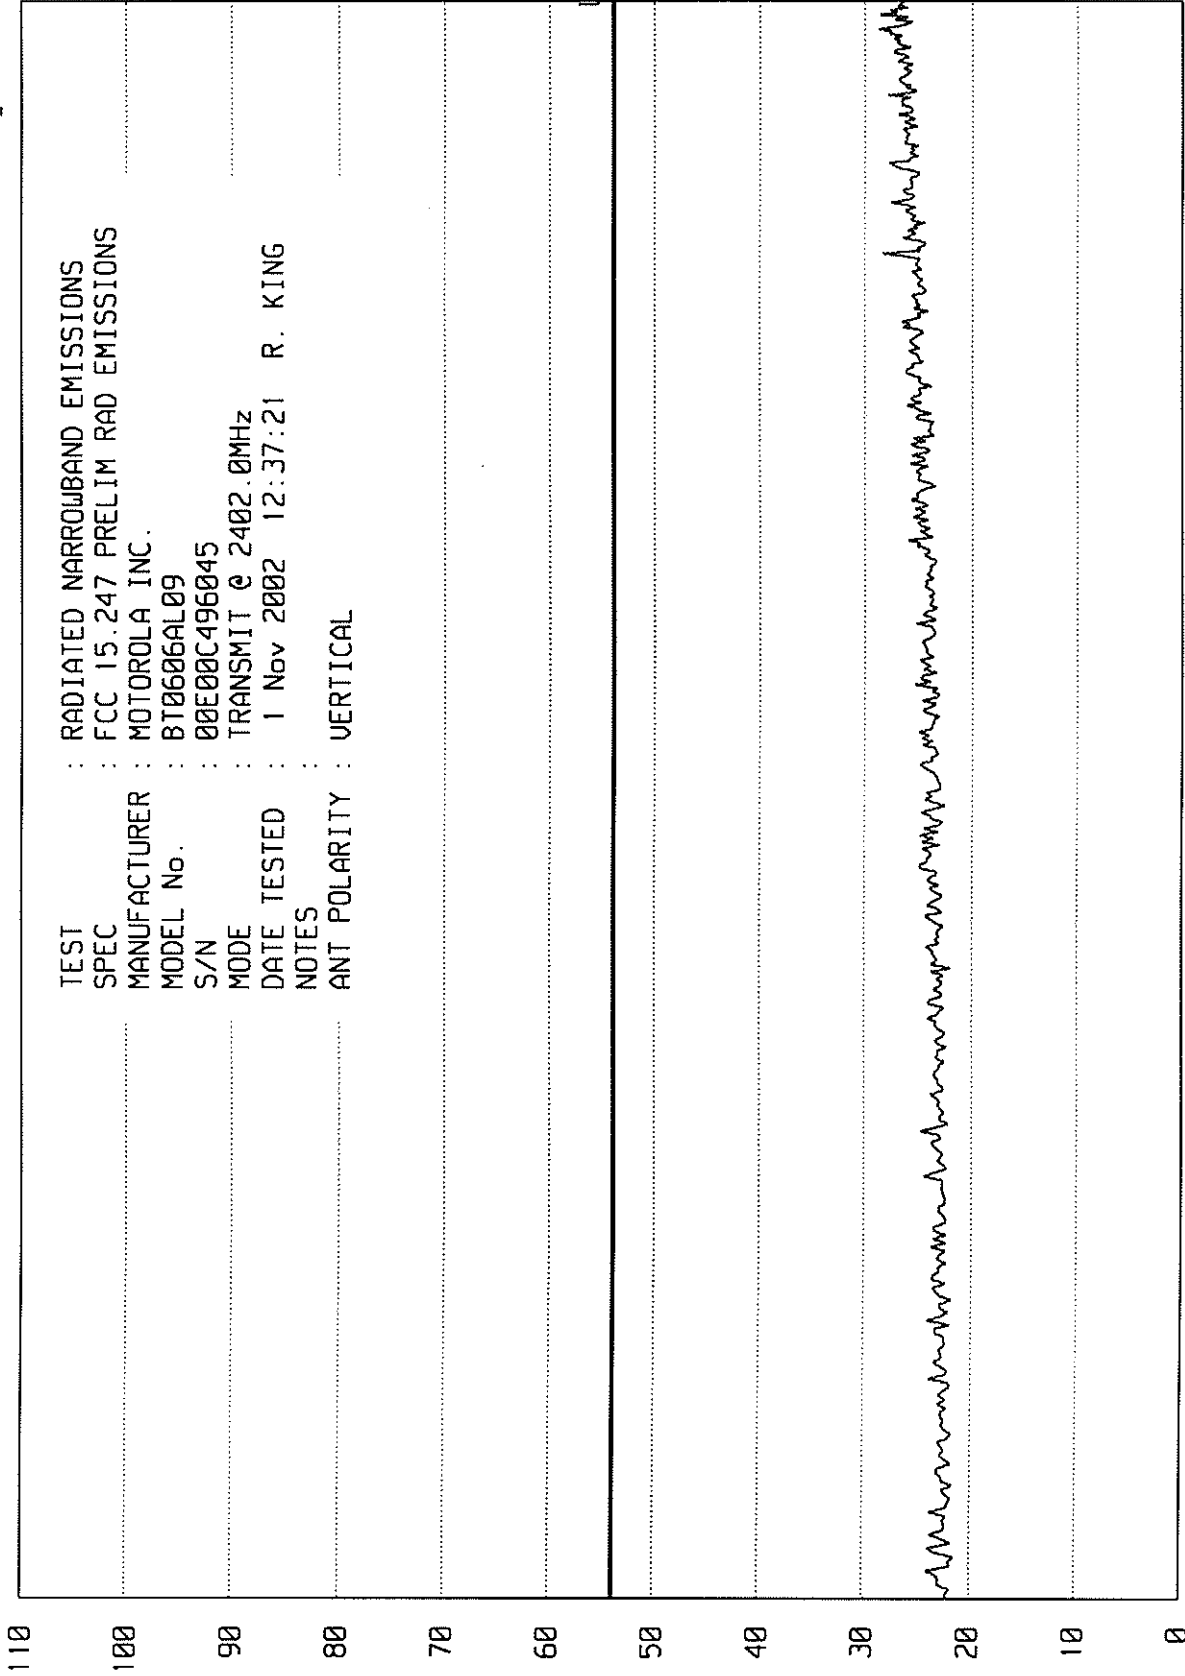 TEST : RADIATED NARROWBAND EMISSIONS
SPEC : FCC 15.247 PRELIM RAD EMISSIONS
MANUFACTURER : MOTOROLA INC.
MODEL No. : BT0606AL09
S/N : 00E00C496045
MODE : TRANSMIT @ 2402.0MHz
DATE TESTED : 1 Nov 2002 12:37:21 R. KING
NOTES :
ANT POLARITY : VERTICAL
110
100
90
80
70
60
50
40
30
20
10
0